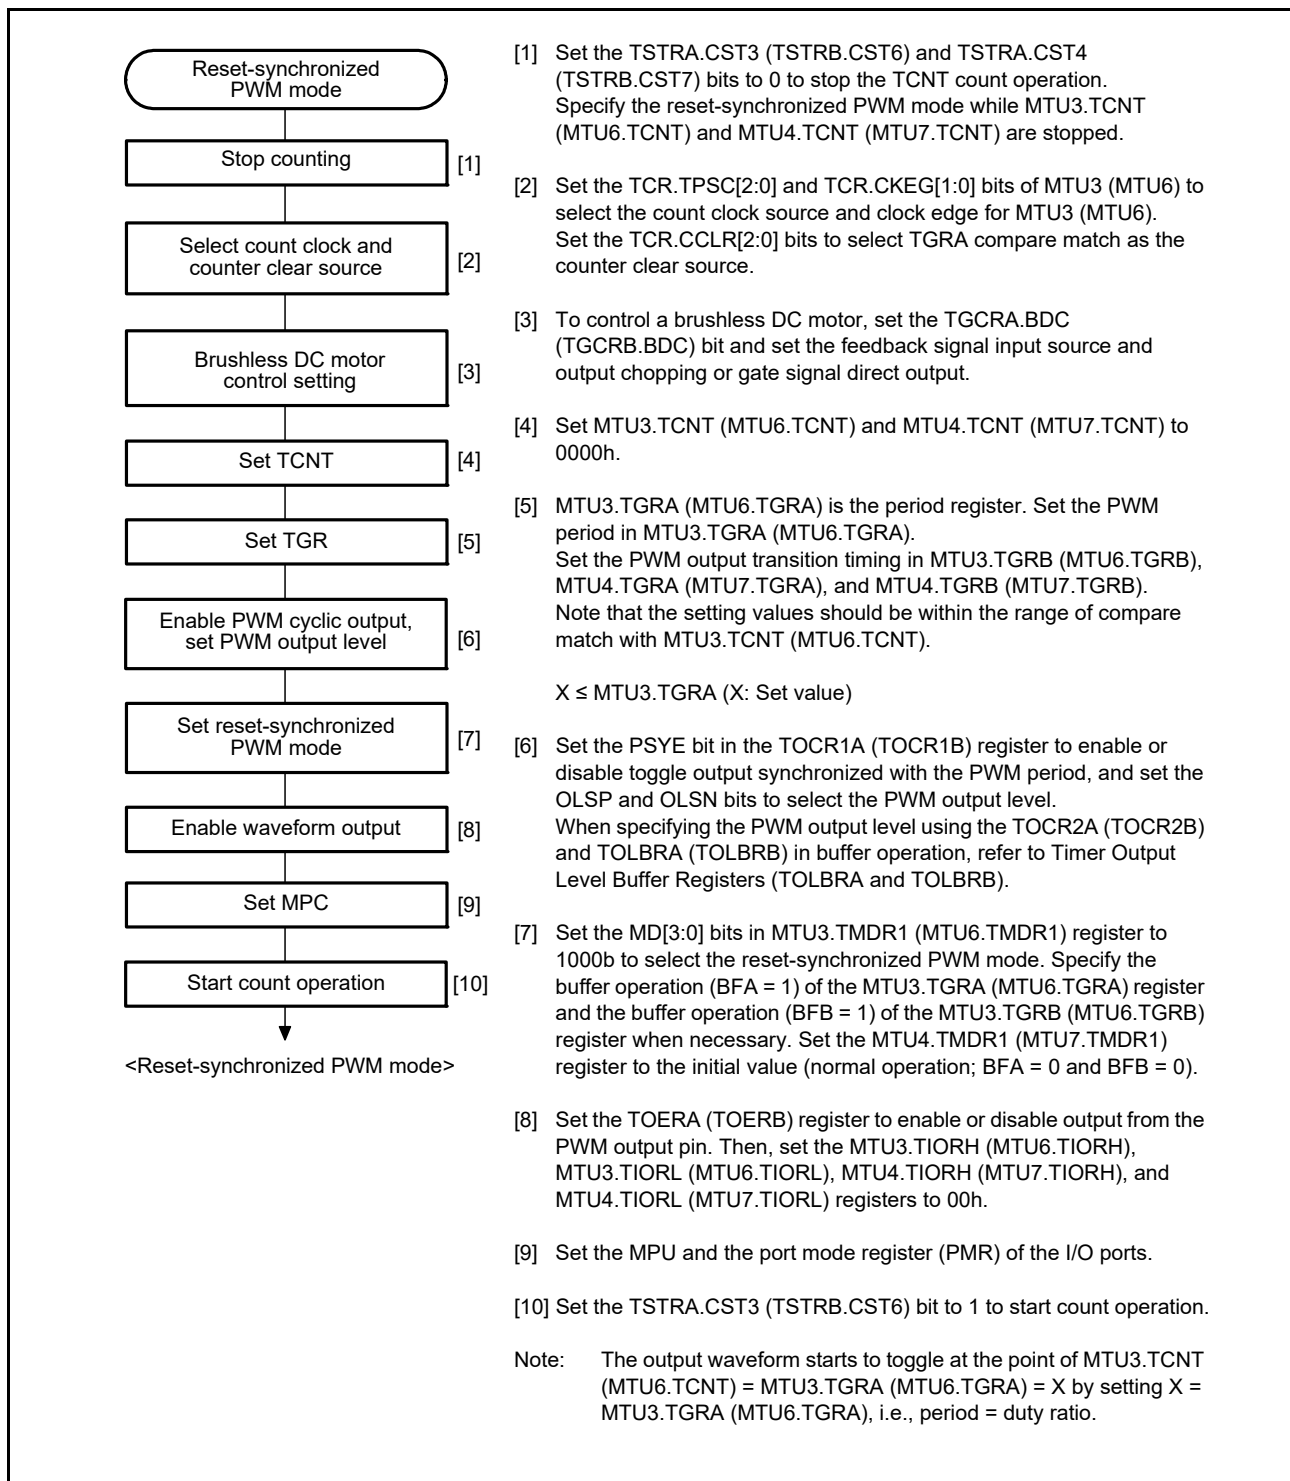 Reset-synchronized
PWM mode
Stop counting
[1]
Select count clock and
counter clear source
[2]
Brushless DC motor
control setting
[3]
Set TCNT
[4]
Set TGR
[5]
Enable PWM cyclic output,
set PWM output level
[6]
Set reset-synchronized
PWM mode
[7]
Enable waveform output
[8]
Set MPC
[9]
Start count operation
[10]
<Reset-synchronized PWM mode>
[1] Set the TSTRA.CST3 (TSTRB.CST6) and TSTRA.CST4
(TSTRB.CST7) bits to 0 to stop the TCNT count operation.
Specify the reset-synchronized PWM mode while MTU3.TCNT
(MTU6.TCNT) and MTU4.TCNT (MTU7.TCNT) are stopped.
[2] Set the TCR.TPSC[2:0] and TCR.CKEG[1:0] bits of MTU3 (MTU6) to
select the count clock source and clock edge for MTU3 (MTU6).
Set the TCR.CCLR[2:0] bits to select TGRA compare match as the
counter clear source.
[3] To control a brushless DC motor, set the TGCRA.BDC
(TGCRB.BDC) bit and set the feedback signal input source and
output chopping or gate signal direct output.
[4] Set MTU3.TCNT (MTU6.TCNT) and MTU4.TCNT (MTU7.TCNT) to
0000h.
[5] MTU3.TGRA (MTU6.TGRA) is the period register. Set the PWM
period in MTU3.TGRA (MTU6.TGRA).
Set the PWM output transition timing in MTU3.TGRB (MTU6.TGRB),
MTU4.TGRA (MTU7.TGRA), and MTU4.TGRB (MTU7.TGRB).
Note that the setting values should be within the range of compare
match with MTU3.TCNT (MTU6.TCNT).
X ≤ MTU3.TGRA (X: Set value)
[6] Set the PSYE bit in the TOCR1A (TOCR1B) register to enable or
disable toggle output synchronized with the PWM period, and set the
OLSP and OLSN bits to select the PWM output level.
When specifying the PWM output level using the TOCR2A (TOCR2B)
and TOLBRA (TOLBRB) in buffer operation, refer to Timer Output
Level Buffer Registers (TOLBRA and TOLBRB).
[7] Set the MD[3:0] bits in MTU3.TMDR1 (MTU6.TMDR1) register to
1000b to select the reset-synchronized PWM mode. Specify the
buffer operation (BFA = 1) of the MTU3.TGRA (MTU6.TGRA) register
and the buffer operation (BFB = 1) of the MTU3.TGRB (MTU6.TGRB)
register when necessary. Set the MTU4.TMDR1 (MTU7.TMDR1)
register to the initial value (normal operation; BFA = 0 and BFB = 0).
[8] Set the TOERA (TOERB) register to enable or disable output from the
PWM output pin. Then, set the MTU3.TIORH (MTU6.TIORH),
MTU3.TIORL (MTU6.TIORL), MTU4.TIORH (MTU7.TIORH), and
MTU4.TIORL (MTU7.TIORL) registers to 00h.
[9] Set the MPU and the port mode register (PMR) of the I/O ports.
[10] Set the TSTRA.CST3 (TSTRB.CST6) bit to 1 to start count operation.
Note: The output waveform starts to toggle at the point of MTU3.TCNT
(MTU6.TCNT) = MTU3.TGRA (MTU6.TGRA) = X by setting X =
MTU3.TGRA (MTU6.TGRA), i.e., period = duty ratio.